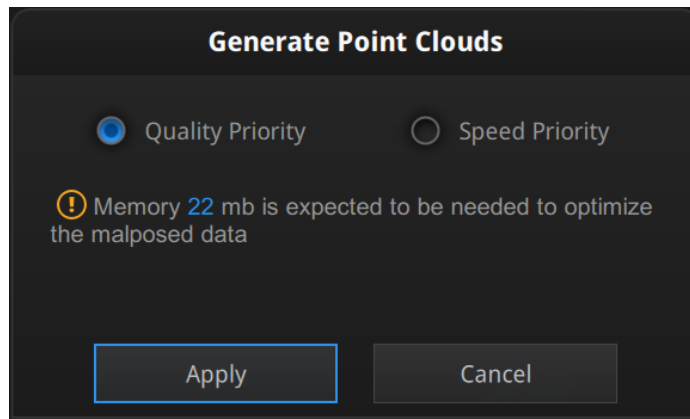 Generate Point Clouds
Quality Priority Speed Priority
Memory 22 mb is expected to be needed to optimize
the malposed data
Apply Cancel